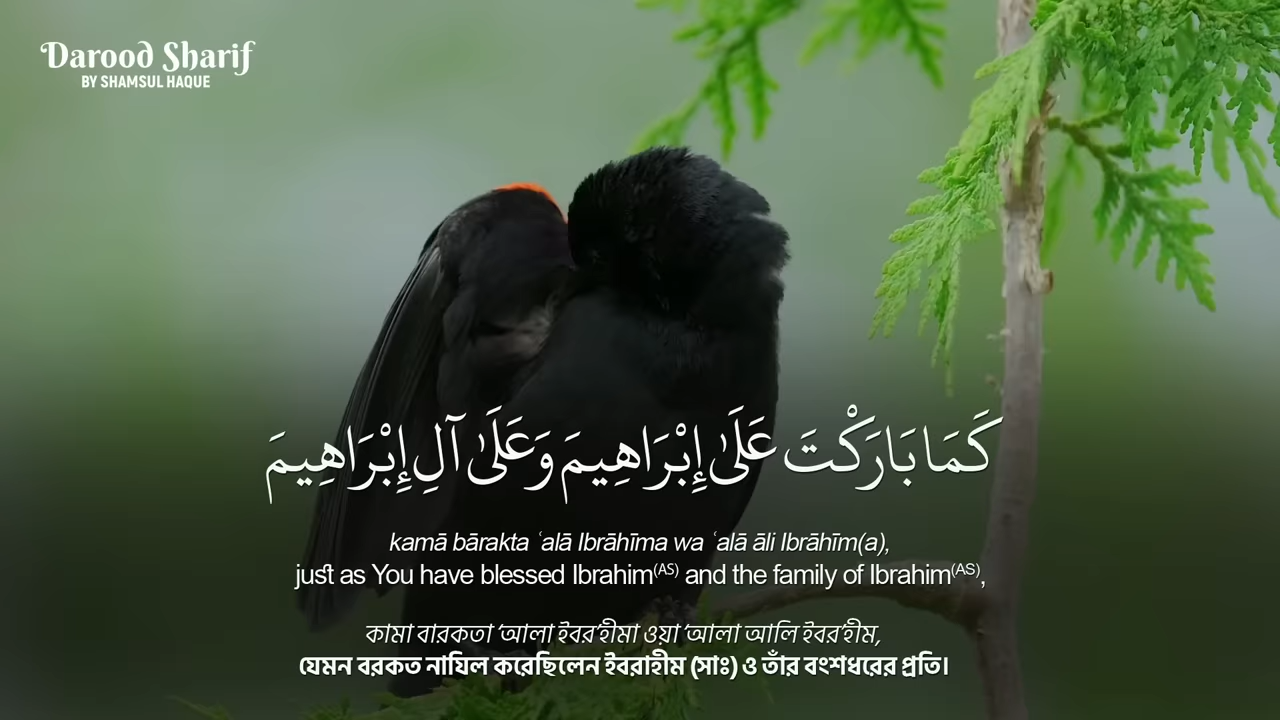 Darood Sharif
BY SHAMSUL HAQUE
كَمَا بَارَكْتَ عَلَىٰ إِبْرَاهِيمَ وَعَلَىٰ آلِ إِبْرَاهِيمَ
kamā bārakta ʿalā Ibrāhīma wa ʿalā āli Ibrāhīm(a),
just as You have blessed Ibrahim(AS) and the family of Ibrahim(AS),
কামা বারকতা ‘আলা ইবর‘হীমা ওয়া ‘আলা আলি ইবর‘হীম,
যেমন বরকত নাযিল করেছিলেন ইবরাহীম (সাঃ) ও তাঁর বংশধরের প্রতি।